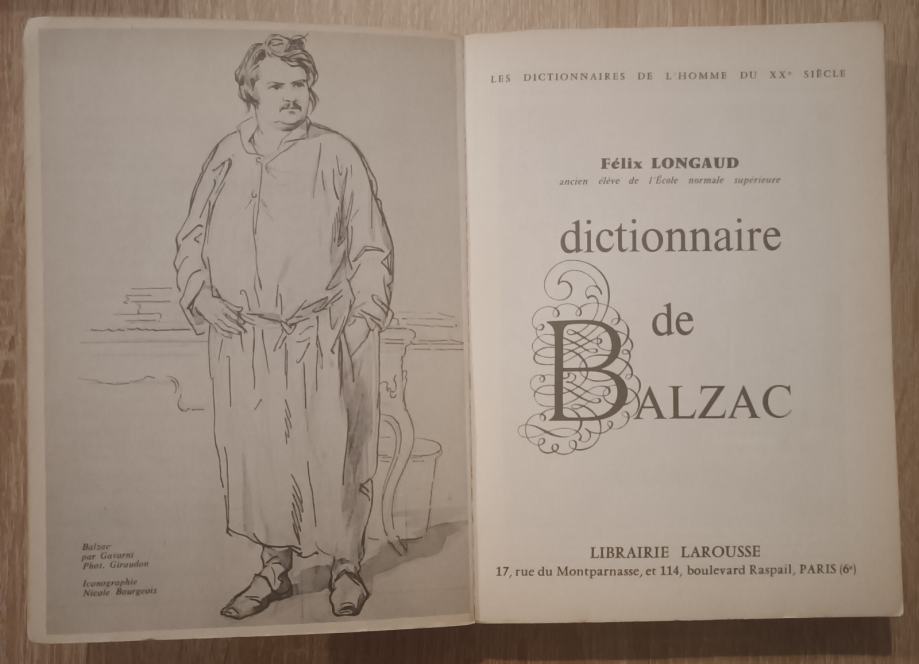 Balzac
par Gavarni
Phot. Giraudon
Iconographie
Nicole Bourgeois
LES DICTIONNAIRES DE L'HOMME DU XXe SIÈCLE
Félix LONGAUD
ancien élève de l'École normale supérieure
dictionnaire
de
BALZAC
LIBRAIRIE LAROUSSE
17, rue du Montparnasse, et 114, boulevard Raspail, PARIS (6e)